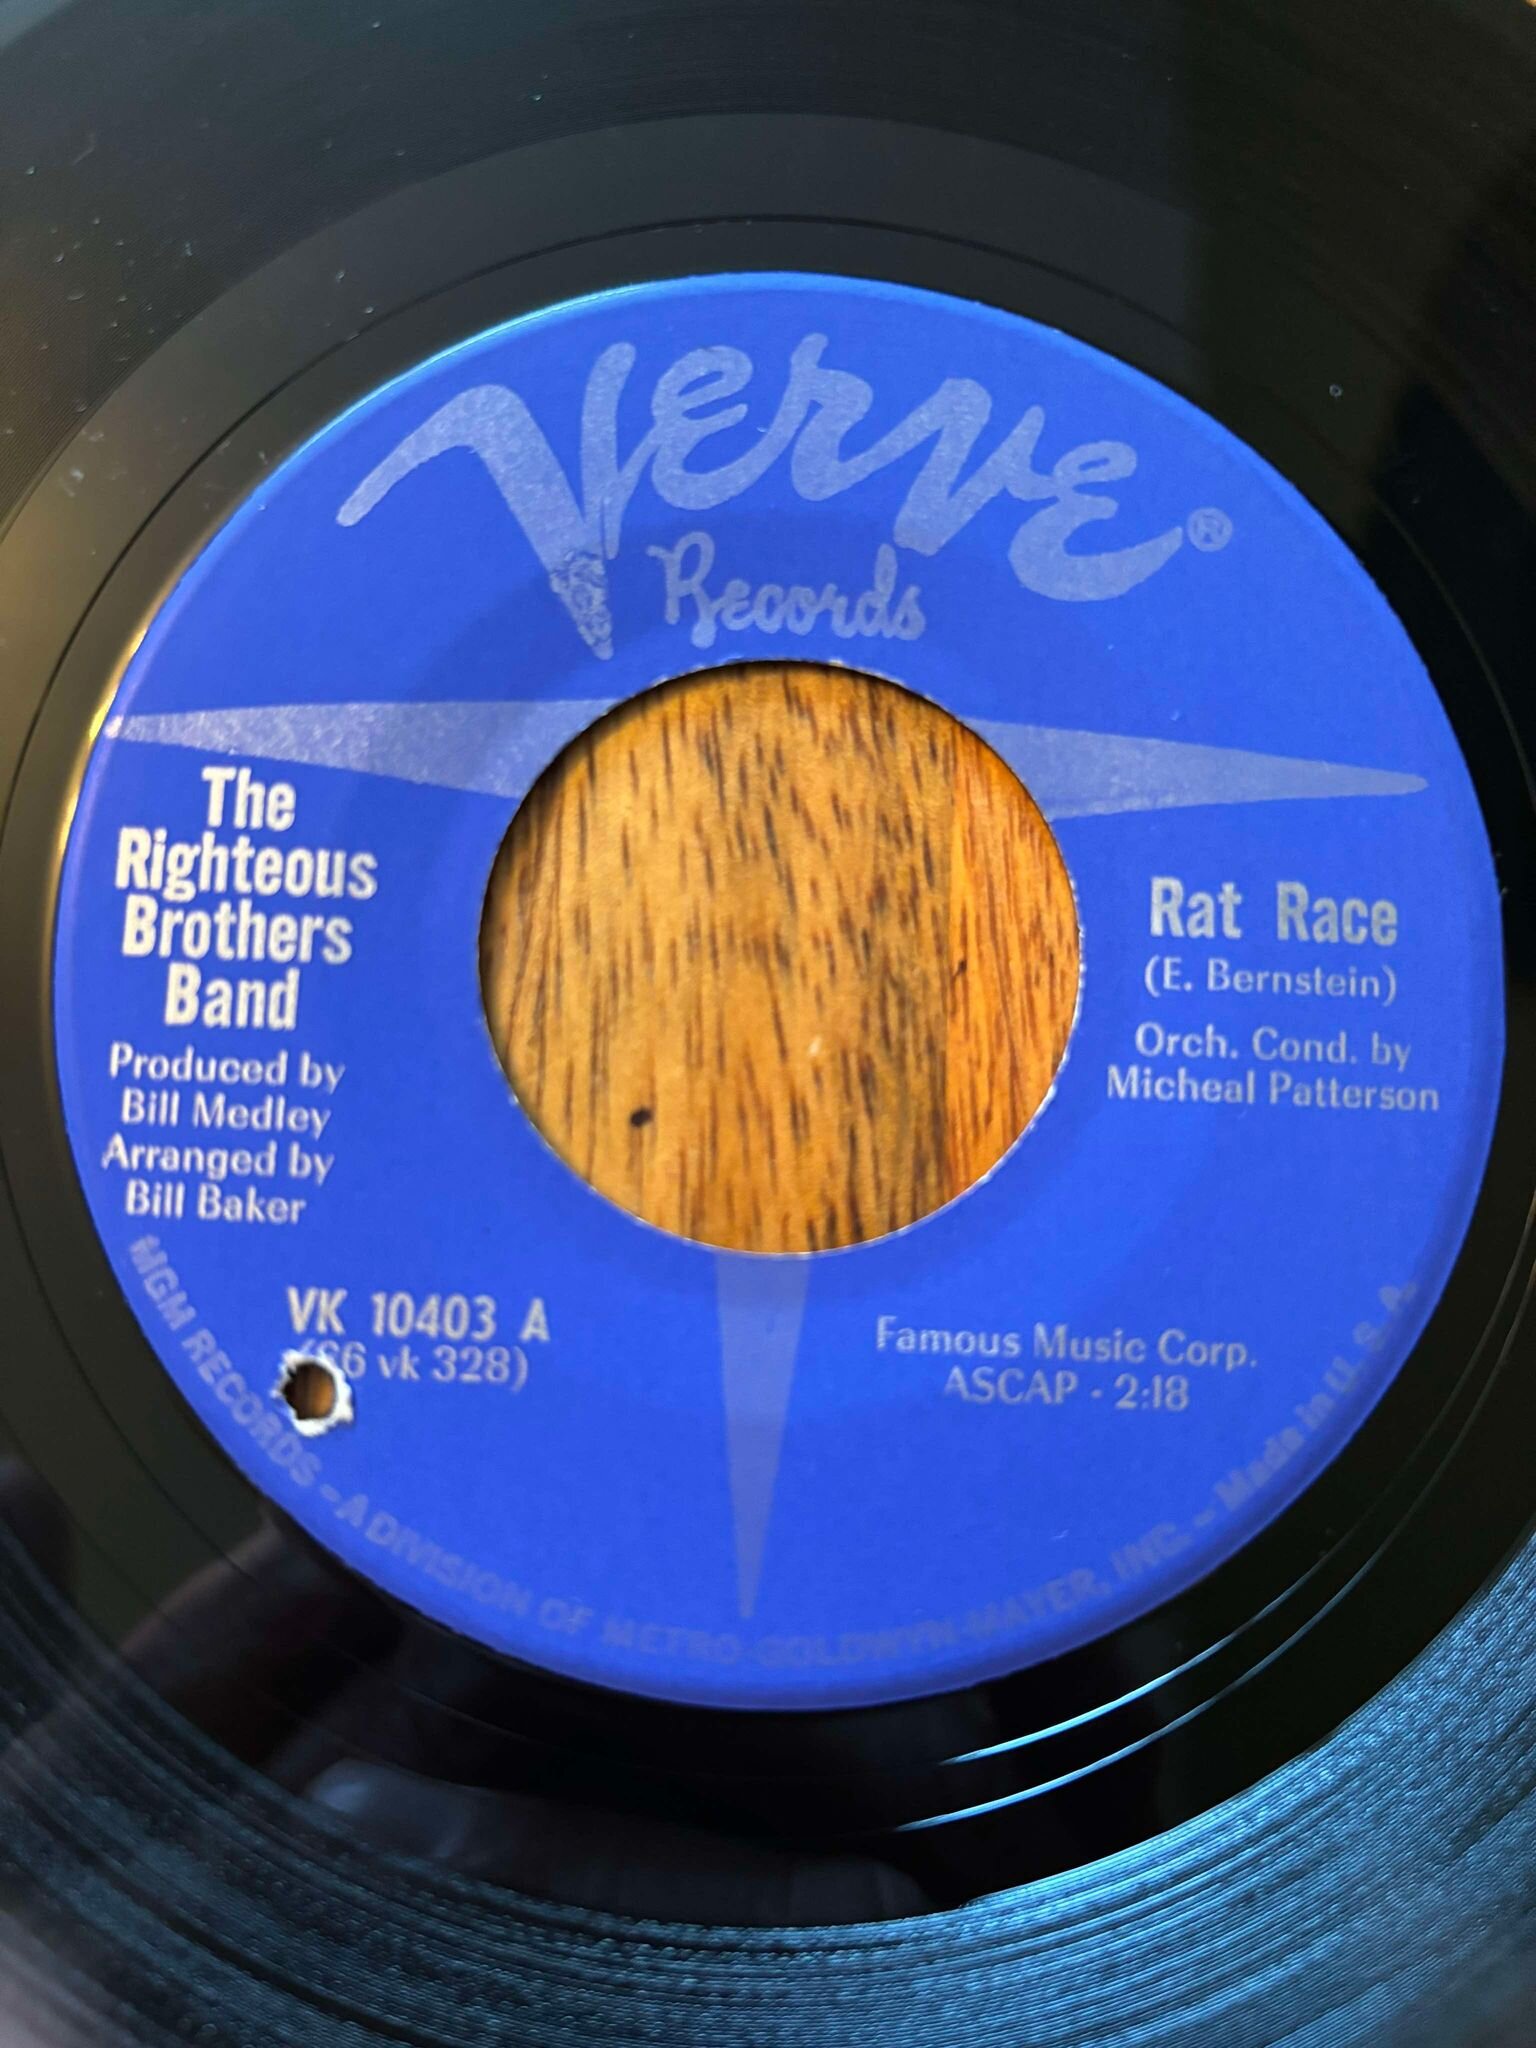 Verve®
Records
The
Righteous
Brothers
Band
Produced by
Bill Medley
Arranged by
Bill Baker
Rat Race
(E. Bernstein)
Orch. Cond. by
Micheal Patterson
VK 10403 A
(66 vk 328)
Famous Music Corp.
ASCAP - 2:18
MGM RECORDS - A DIVISION OF METRO-GOLDWYN-MAYER, INC. - Made in U.S.A.